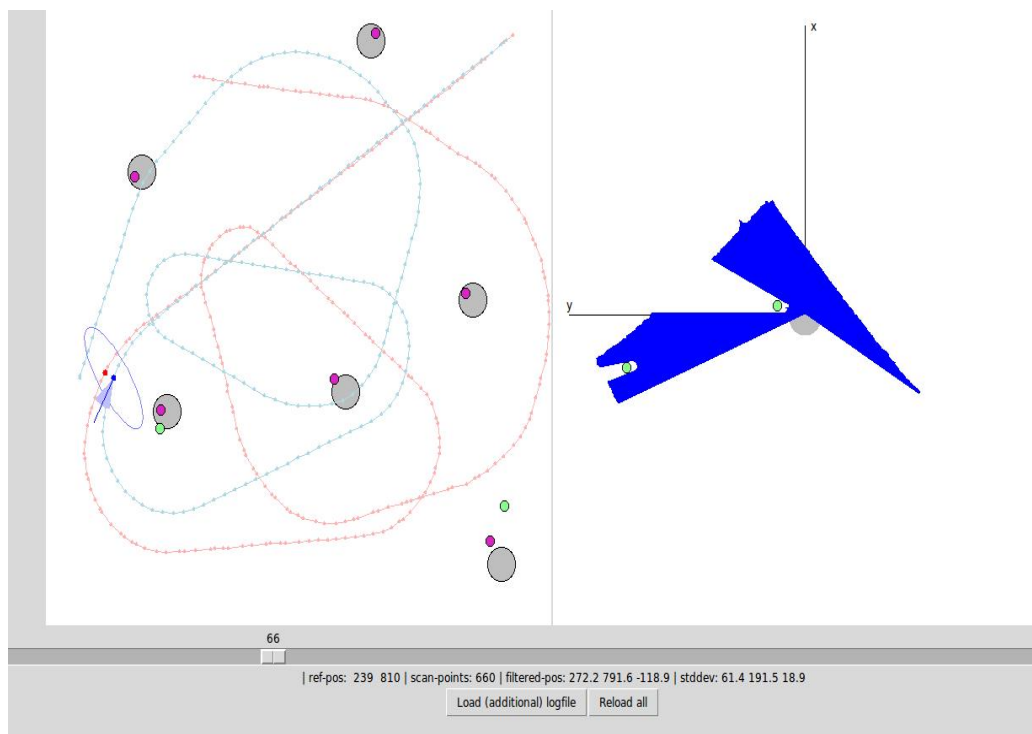 x
y
66
| ref-pos:  239  810 | scan-points: 660 | filtered-pos: 272.2 791.6 -118.9 | stddev: 61.4 191.5 18.9
Load (additional) logfile
Reload all